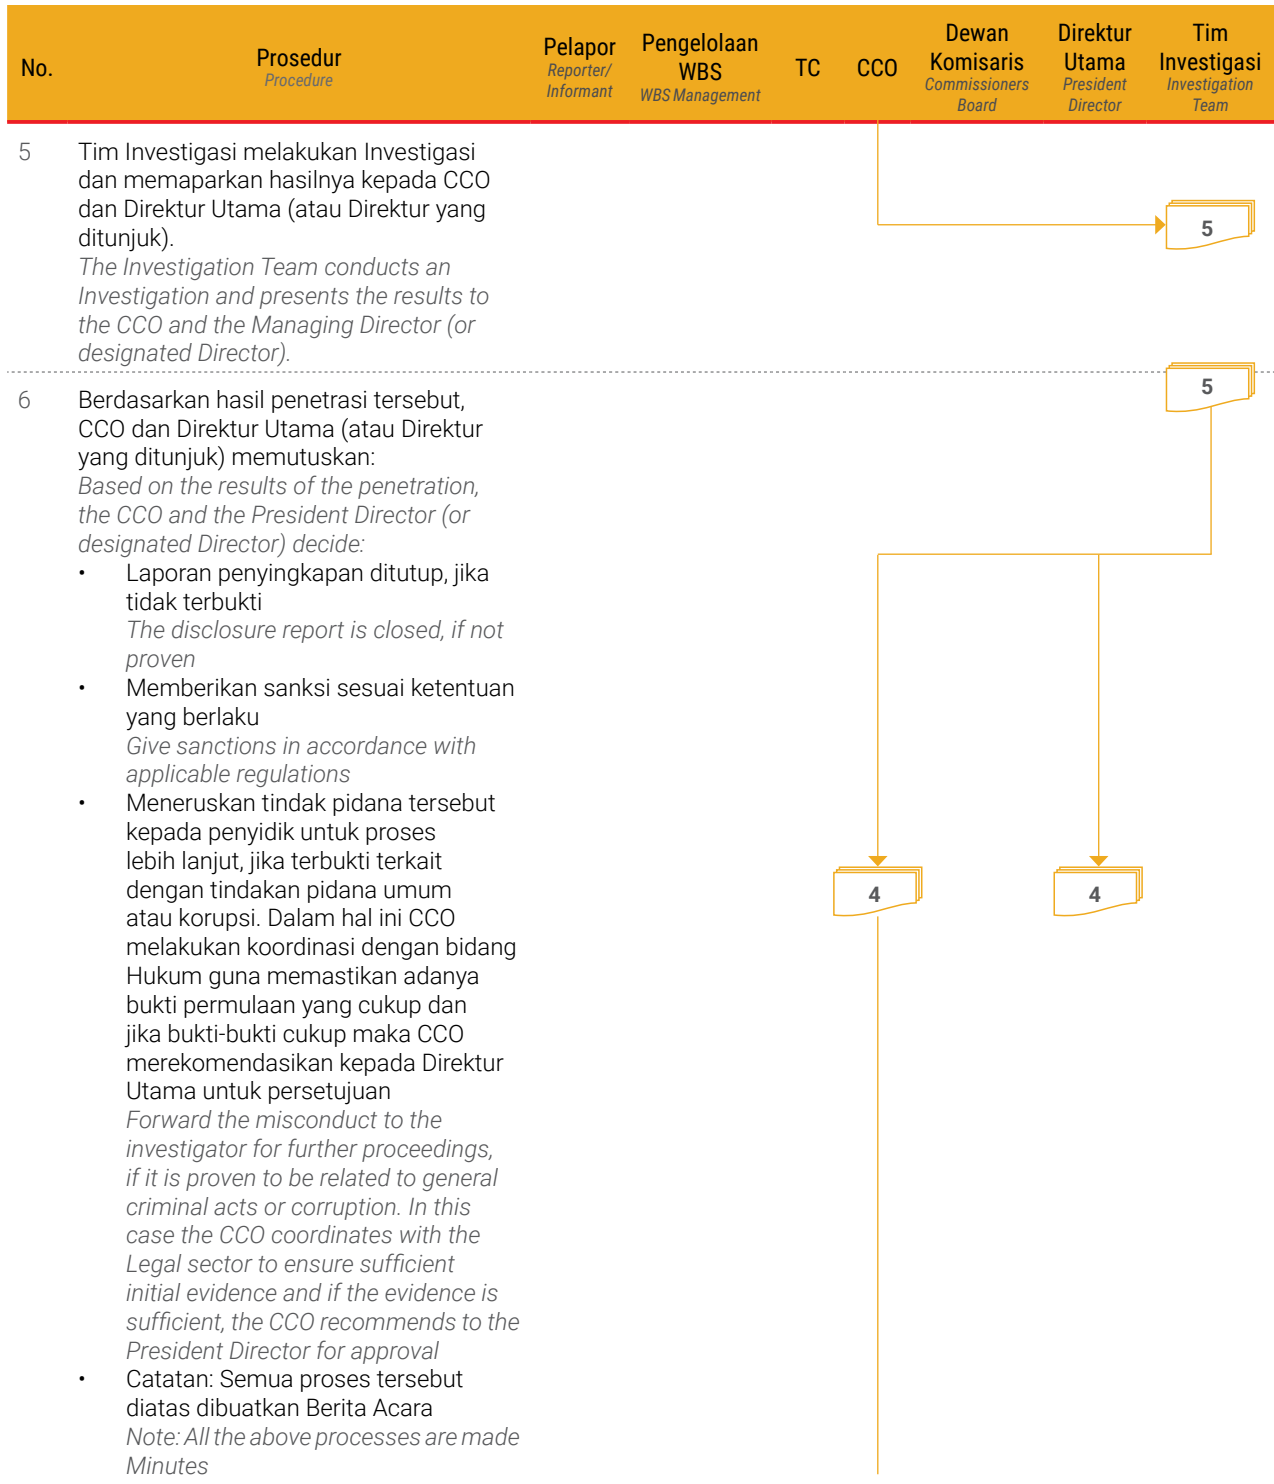 No.
Prosedur
Procedure
Pelapor
Reporter/
Informant
Pengelolaan
WBS
WBS Management
TC
CCO
Dewan
Komisaris
Commissioners
Board
Direktur
Utama
President
Director
Tim
Investigasi
Investigation
Team
5
Tim Investigasi melakukan Investigasi
dan memaparkan hasilnya kepada CCO
dan Direktur Utama (atau Direktur yang
ditunjuk).
The Investigation Team conducts an
Investigation and presents the results to
the CCO and the Managing Director (or
designated Director).
5
5
6
Berdasarkan hasil penetrasi tersebut,
CCO dan Direktur Utama (atau Direktur
yang ditunjuk) memutuskan:
Based on the results of the penetration,
the CCO and the President Director (or
designated Director) decide:
• Laporan penyingkapan ditutup, jika
tidak terbukti
The disclosure report is closed, if not
proven
• Memberikan sanksi sesuai ketentuan
yang berlaku
Give sanctions in accordance with
applicable regulations
• Meneruskan tindak pidana tersebut
kepada penyidik untuk proses
lebih lanjut, jika terbukti terkait
dengan tindakan pidana umum
atau korupsi. Dalam hal ini CCO
melakukan koordinasi dengan bidang
Hukum guna memastikan adanya
bukti permulaan yang cukup dan
jika bukti-bukti cukup maka CCO
merekomendasikan kepada Direktur
Utama untuk persetujuan
Forward the misconduct to the
investigator for further proceedings,
if it is proven to be related to general
criminal acts or corruption. In this
case the CCO coordinates with the
Legal sector to ensure sufficient
initial evidence and if the evidence is
sufficient, the CCO recommends to the
President Director for approval
• Catatan: Semua proses tersebut
diatas dibuatkan Berita Acara
Note: All the above processes are made
Minutes
4
4